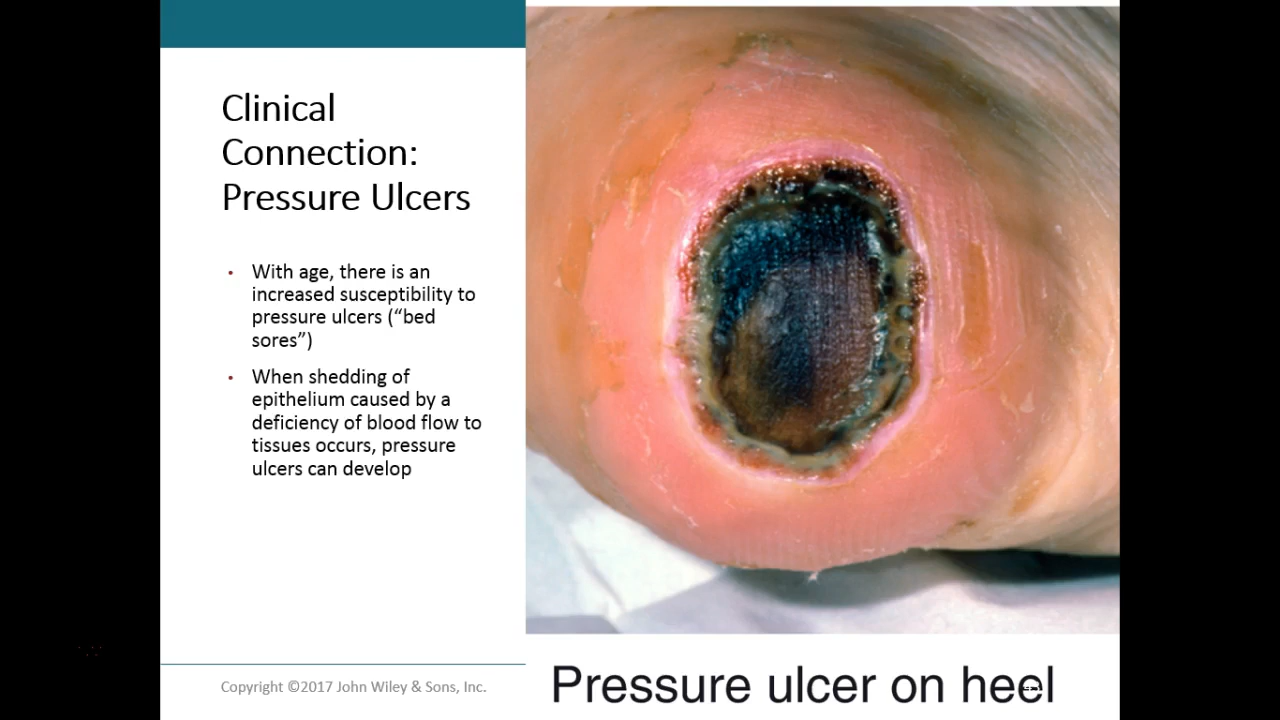 Clinical
Connection:
Pressure Ulcers
• With age, there is an
increased susceptibility to
pressure ulcers (“bed
sores”)
• When shedding of
epithelium caused by a
deficiency of blood flow to
tissues occurs, pressure
ulcers can develop
Copyright ©2017 John Wiley & Sons, Inc.
Pressure ulcer on heel